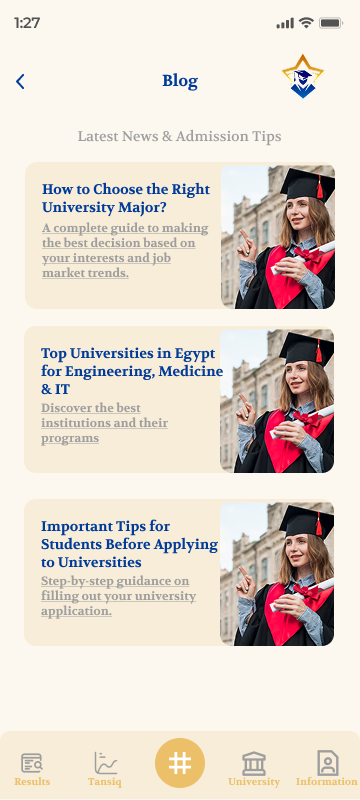 1:27
Blog
Latest News & Admission Tips
How to Choose the Right
University Major?
A complete guide to making
the best decision based on
your interests and job
market trends.
Top Universities in Egypt
for Engineering, Medicine
& IT
Discover the best
institutions and their
programs
Important Tips for
Students Before Applying
to Universities
Step-by-step guidance on
filling out your university
application.
#
Results
Tansiq
University
Information